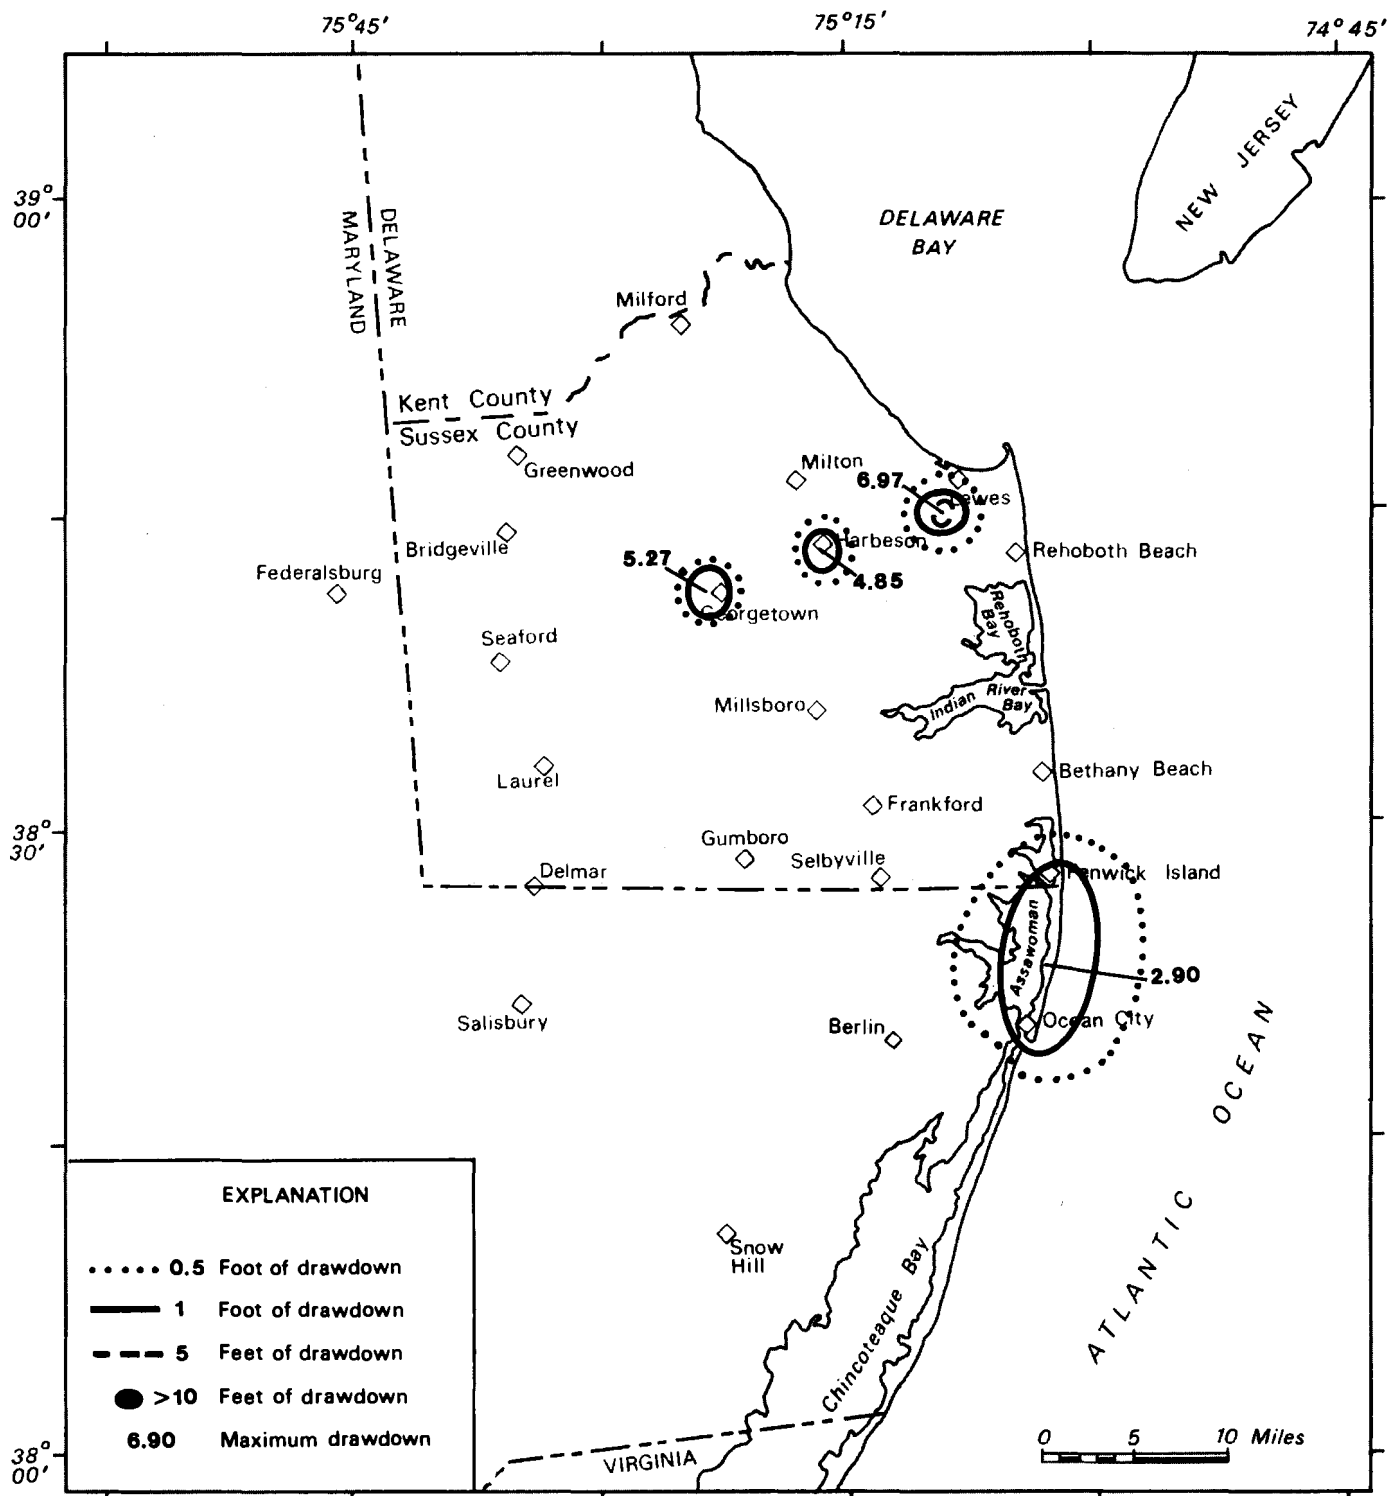 75°45'
75°15'
74°45'
39°
00'
38°
30'
38°
00'
MARYLAND
DELAWARE
DELAWARE
BAY
NEW JERSEY
Milford
Kent County
Sussex County
Greenwood
Milton
6.97
Lewes
Bridgeville
Harbeson
Rehoboth Beach
5.27
4.85
Federalsburg
Georgetown
Rehoboth
Bay
Seaford
Millsboro
Indian River
Bay
Laurel
Bethany Beach
Frankford
Gumboro
Selbyville
Delmar
Fenwick Island
Assawoman
2.90
Salisbury
Berlin
Ocean City
ATLANTIC OCEAN
Snow
Hill
Chincoteaque Bay
VIRGINIA
EXPLANATION
0.5 Foot of drawdown
1 Foot of drawdown
5 Feet of drawdown
>10 Feet of drawdown
6.90 Maximum drawdown
0 5 10 Miles